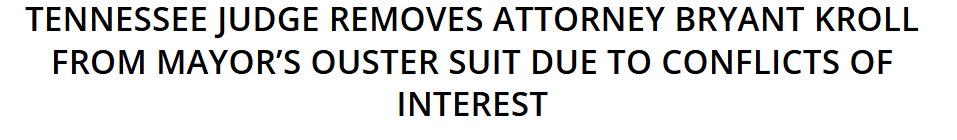 TENNESSEE JUDGE REMOVES ATTORNEY BRYANT KROLL
FROM MAYOR’S OUSTER SUIT DUE TO CONFLICTS OF
INTEREST